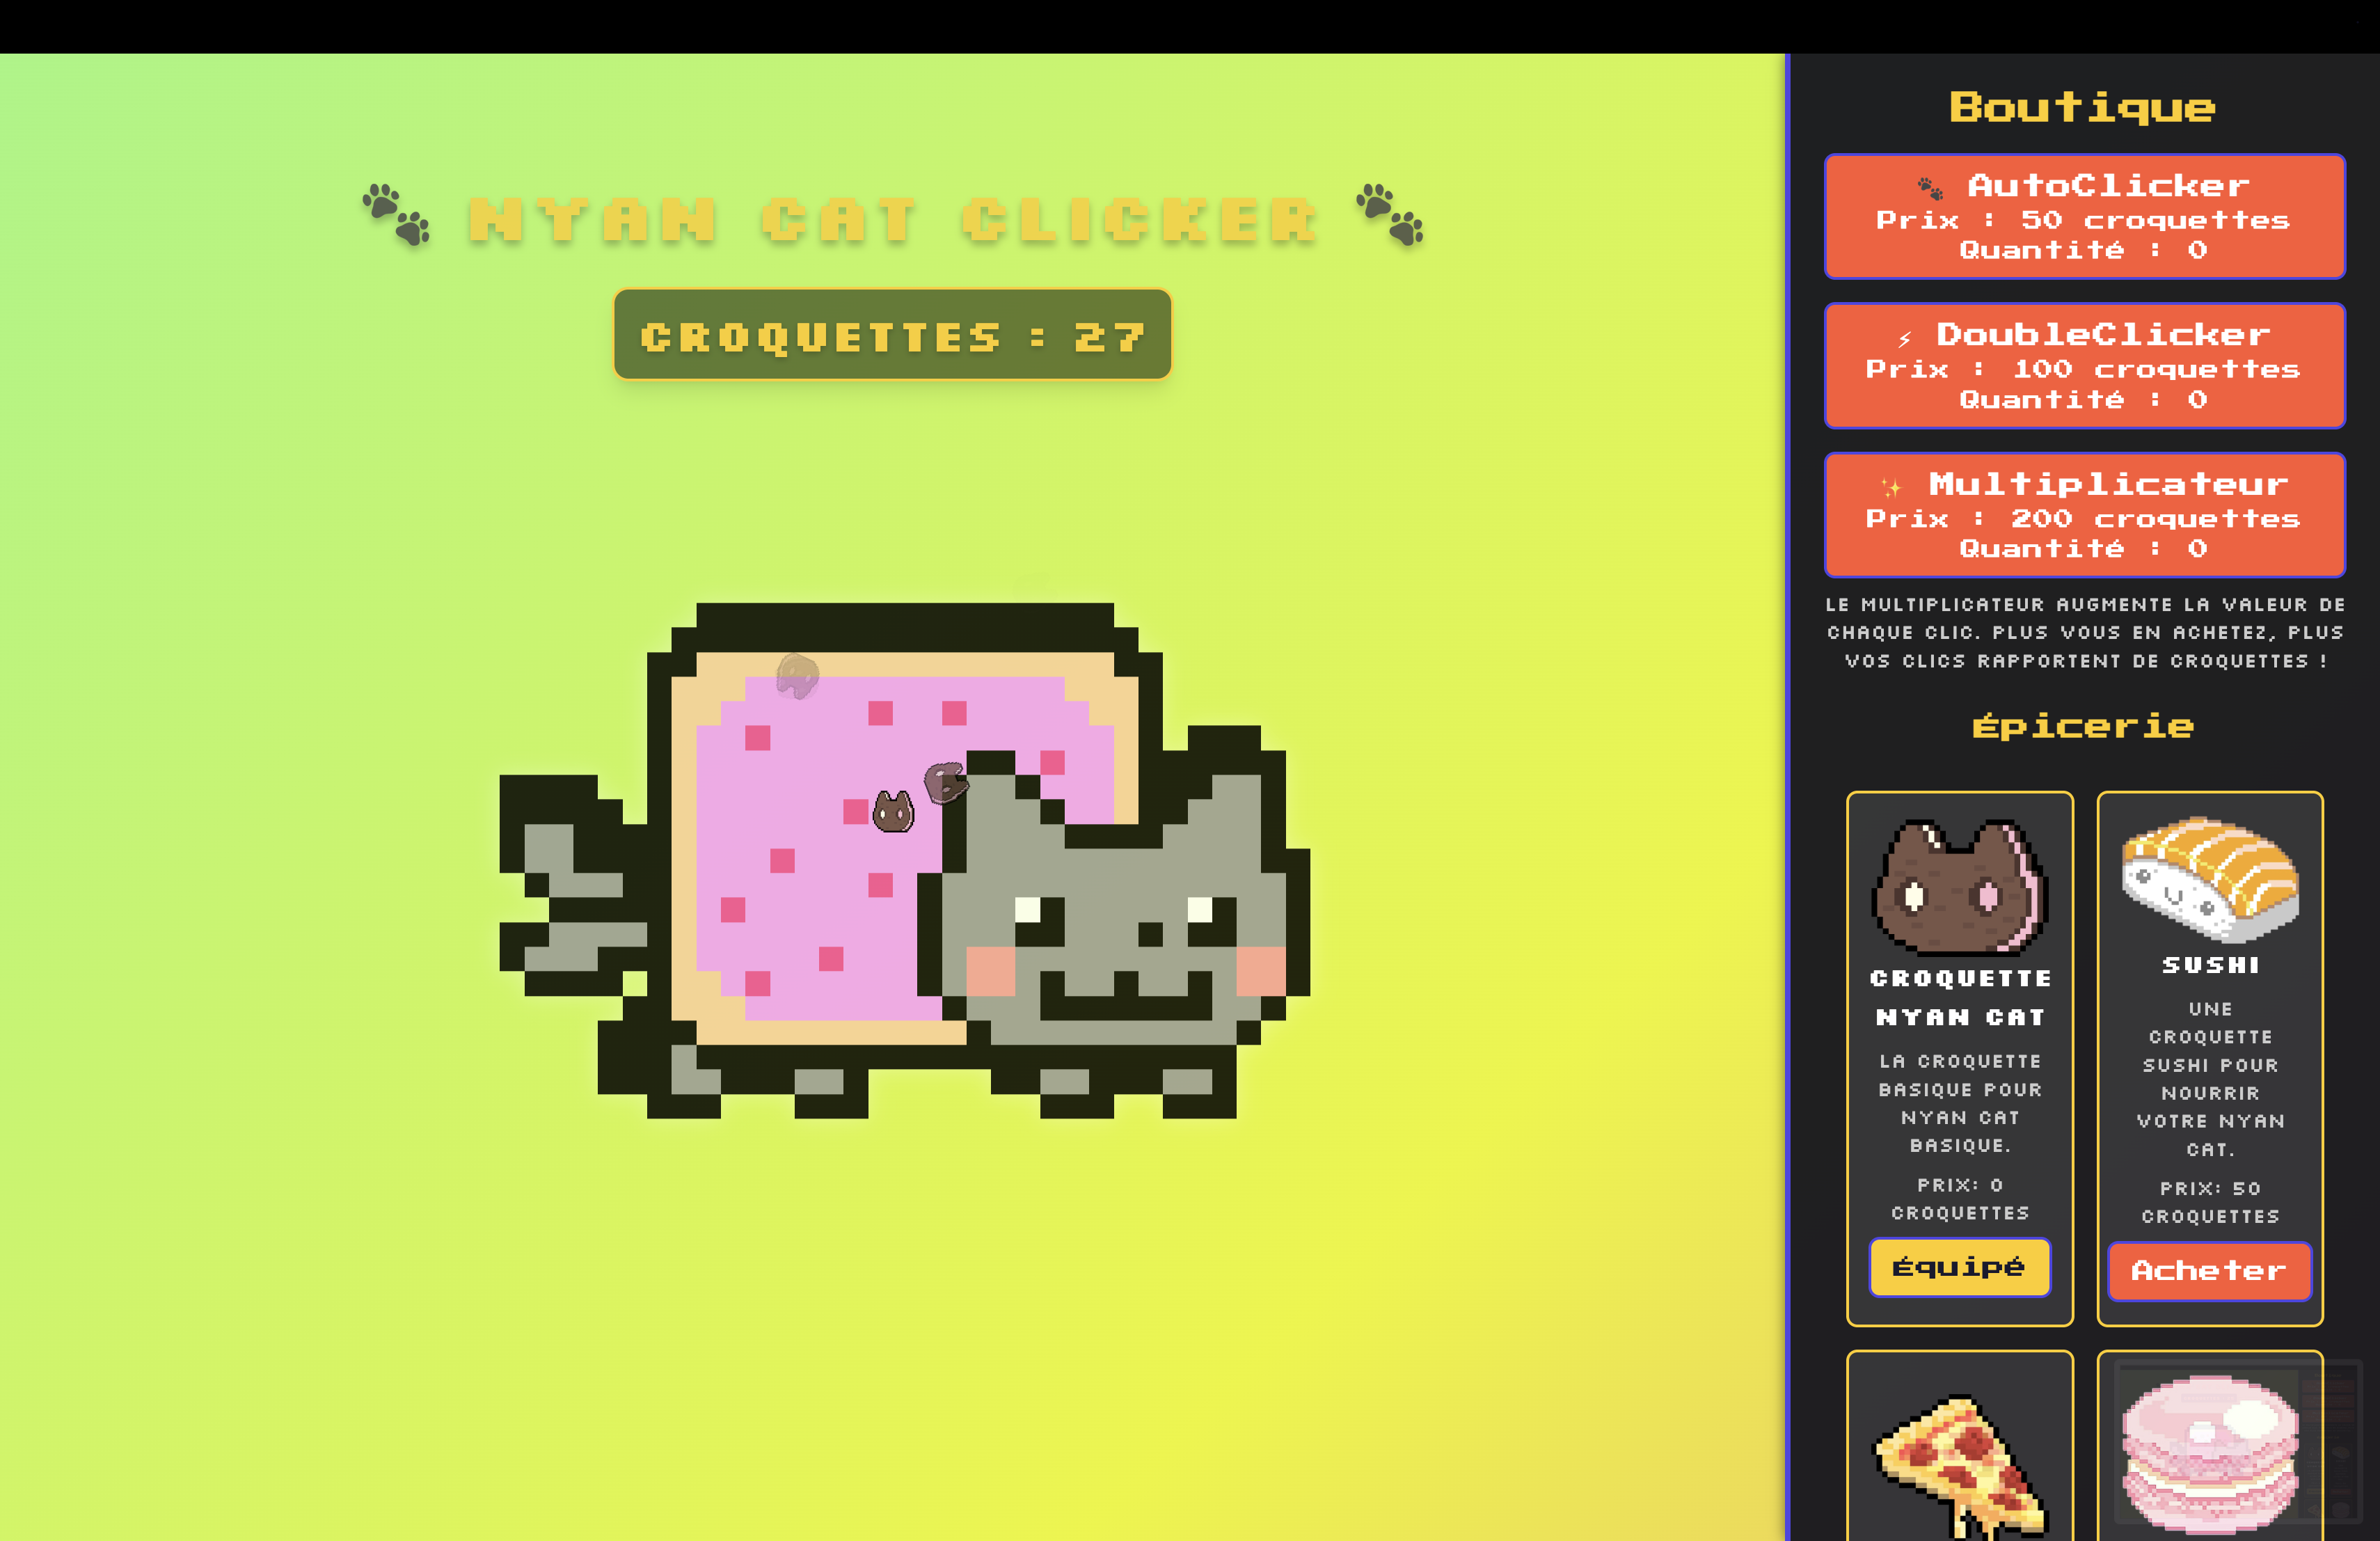 NYAN CAT CLICKER
CROQUETTES : 27
Boutique
AutoClicker
Prix : 50 croquettes
Quantité : 0
DoubleClicker
Prix : 100 croquettes
Quantité : 0
Multiplicateur
Prix : 200 croquettes
Quantité : 0
LE MULTIPLICATEUR AUGMENTE LA VALEUR DE
CHAQUE CLIC. PLUS VOUS EN ACHETEZ, PLUS
VOS CLICS RAPPORTENT DE CROQUETTES !
Épicerie
CROQUETTE
NYAN CAT
LA CROQUETTE
BASIQUE POUR
NYAN CAT
BASIQUE.
PRIX: 0
CROQUETTES
Équipé
SUSHI
UNE
CROQUETTE
SUSHI POUR
NOURRIR
VOTRE NYAN
CAT.
PRIX: 50
CROQUETTES
Acheter